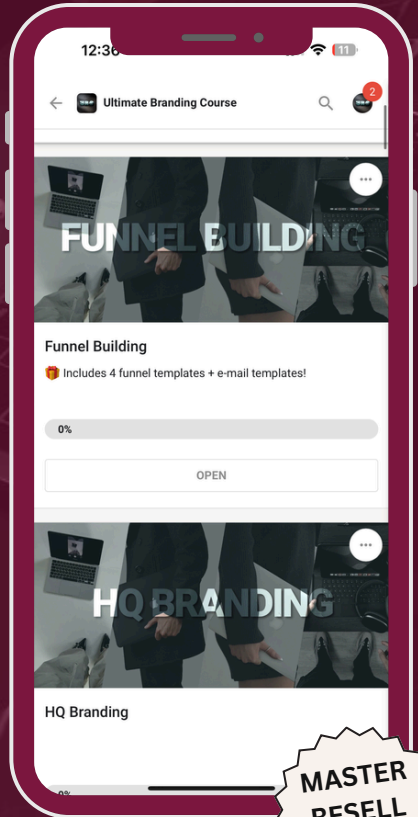 12:36
11
Ultimate Branding Course
2
FUNNEL BUILDING
Funnel Building
🎁 Includes 4 funnel templates + e-mail templates!
0%
OPEN
HQ BRANDING
HQ Branding
0%
MASTER
RESELL